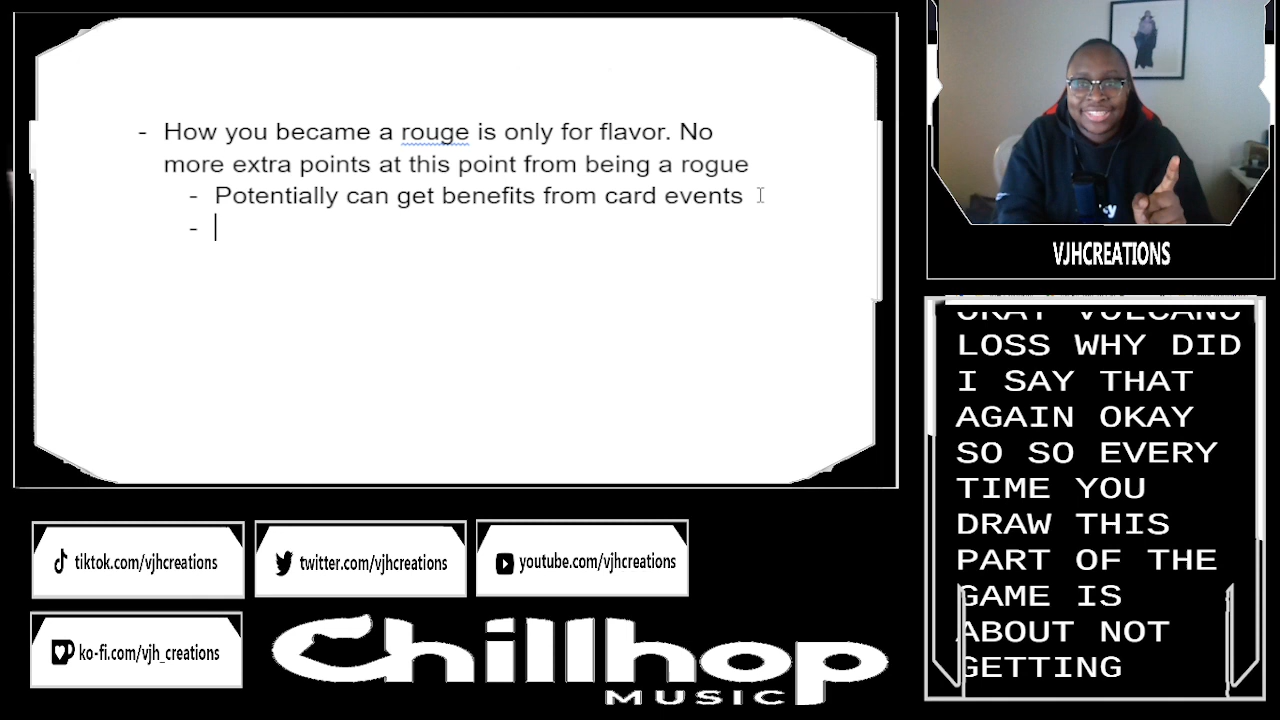 - How you became a rouge is only for flavor. No
more extra points at this point from being a rogue
- Potentially can get benefits from card events
-
VJHCREATIONS
OKAY VOLCANO
LOSS WHY DID
I SAY THAT
AGAIN OKAY
SO SO EVERY
TIME YOU
DRAW THIS
PART OF THE
GAME IS
ABOUT NOT
GETTING
tiktok.com/vjhcreations
twitter.com/vjhcreations
youtube.com/vjhcreations
ko-fi.com/vjh_creations
Chillhop
MUSIC